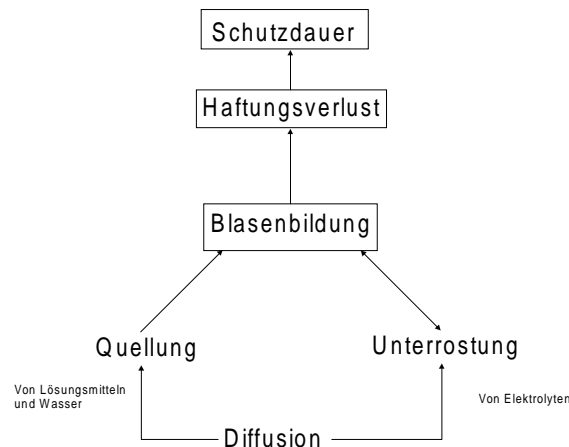 Schutzdauer
Haftungsverlust
Blasenbildung
Quellung
Unterrostung
Von Lösungsmitteln
und Wasser
Von Elektrolyten
Diffusion